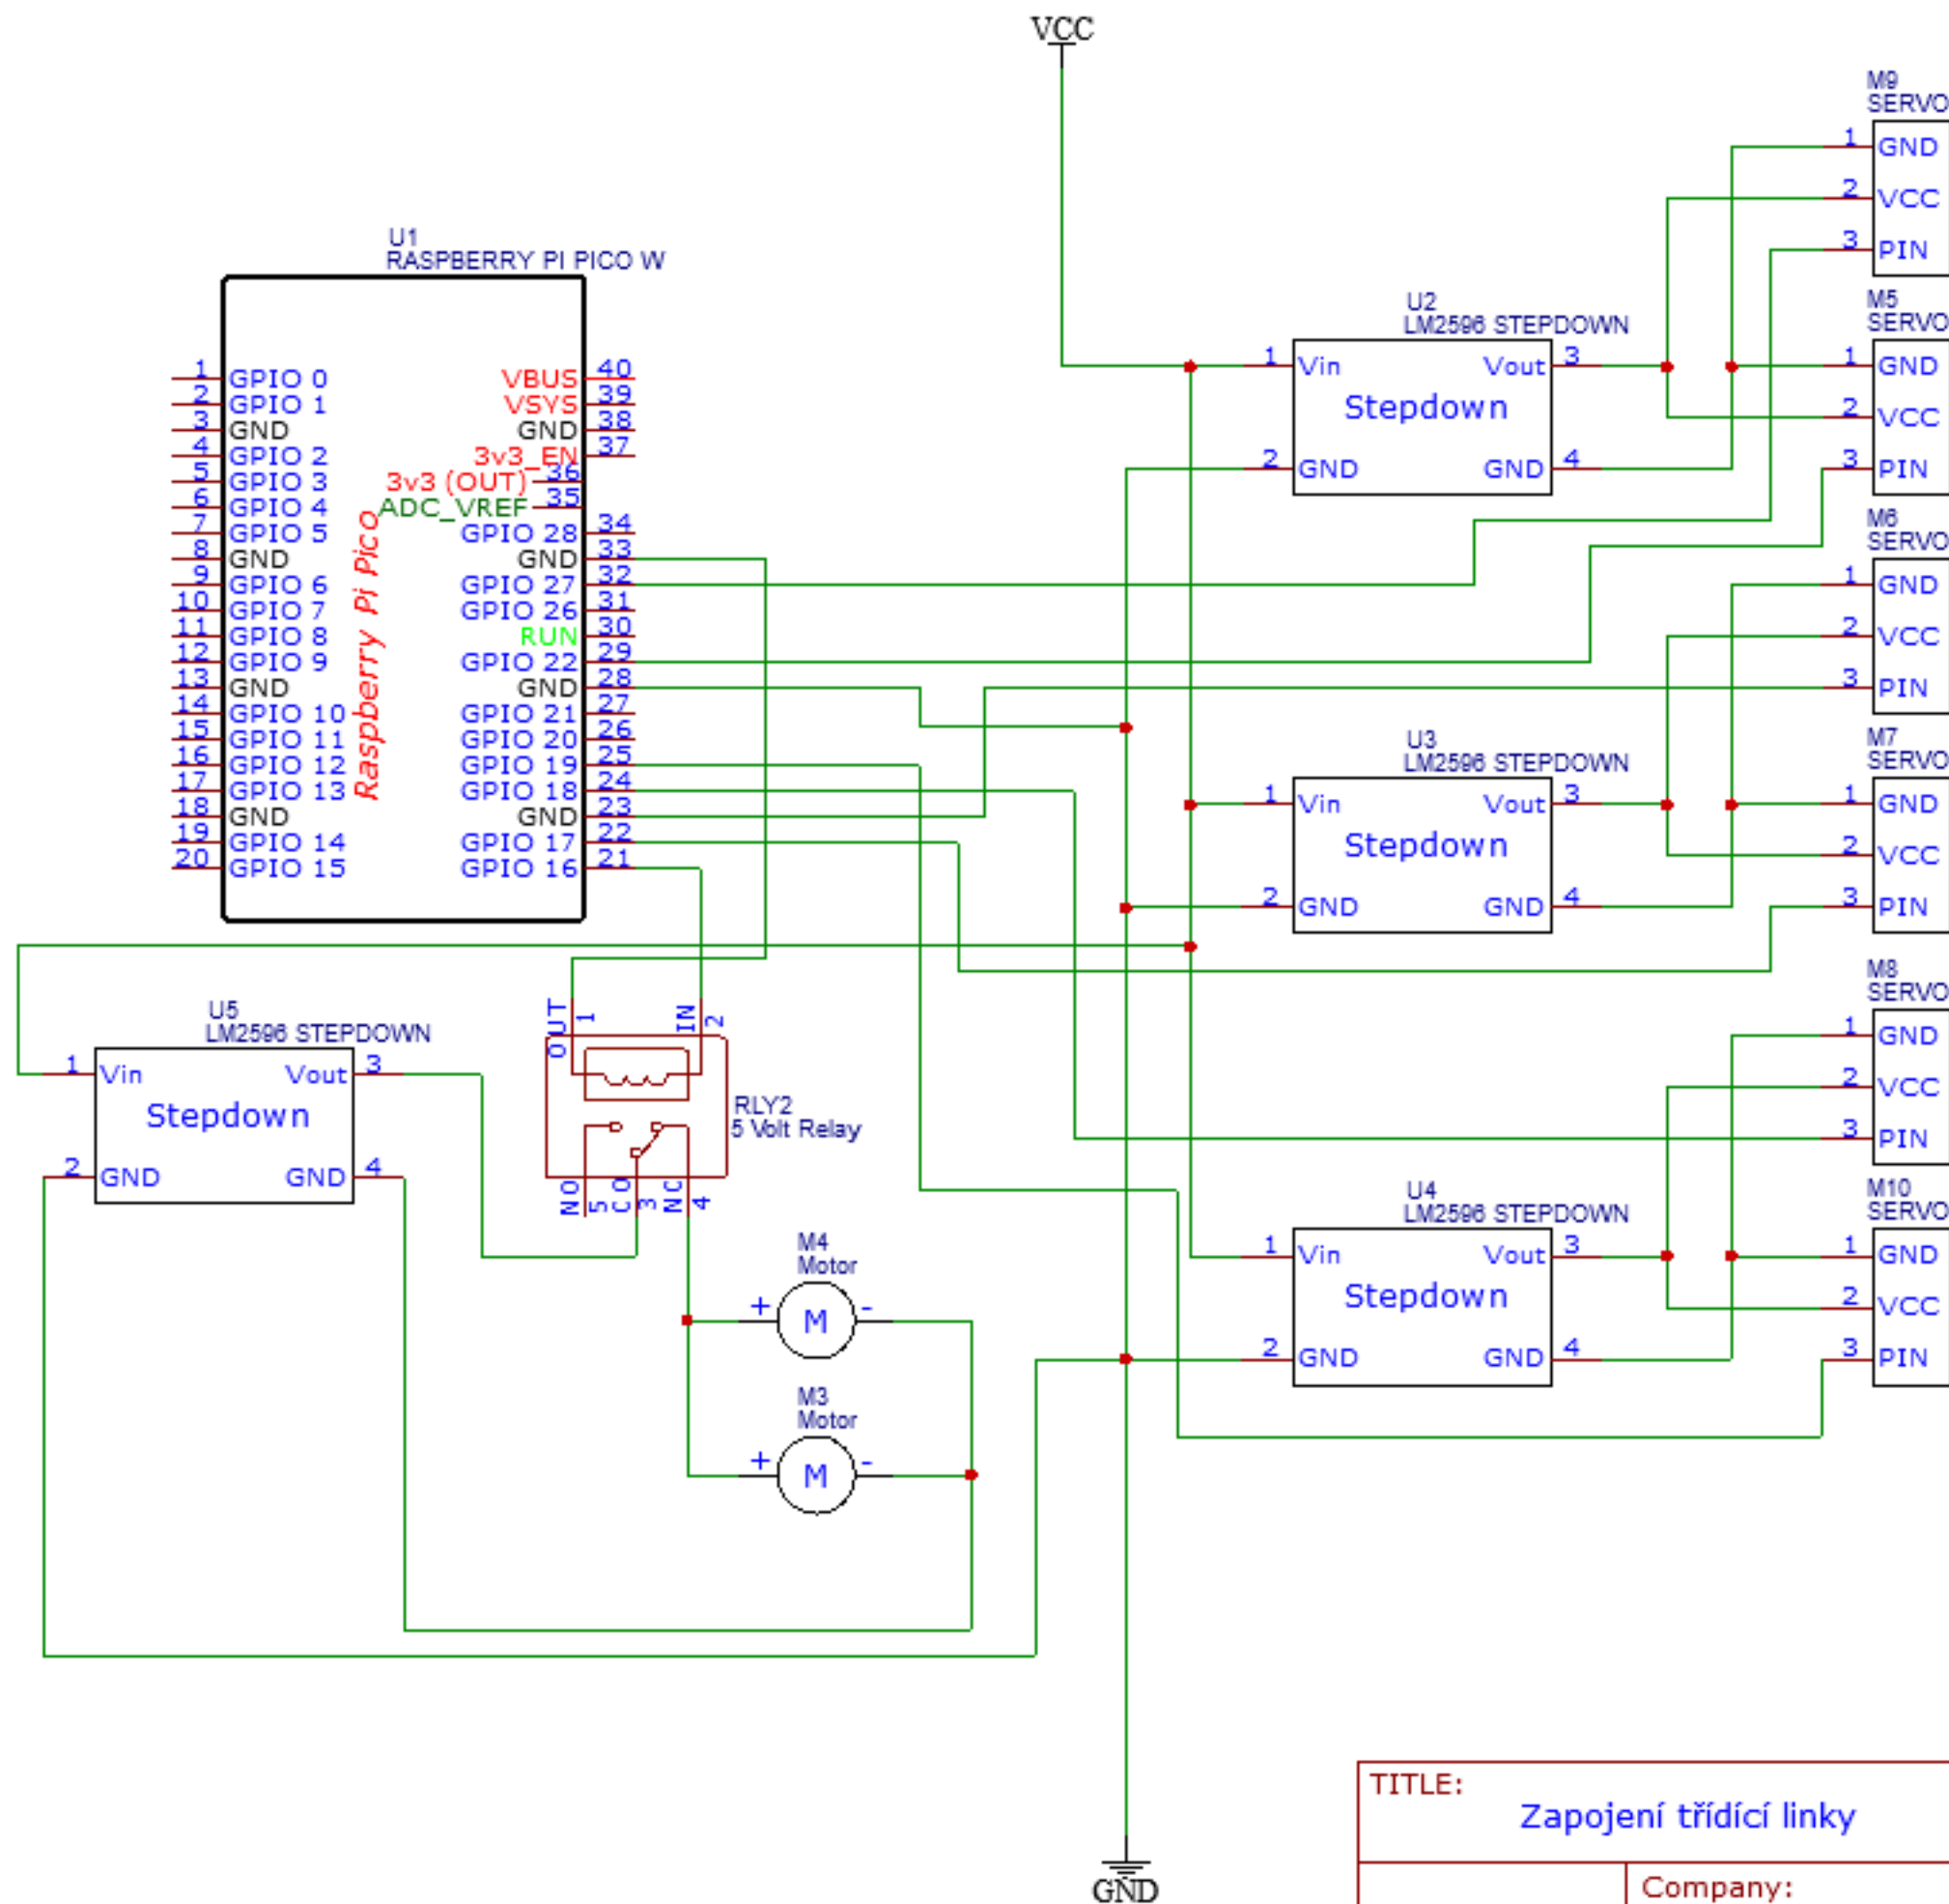 VCC
U1
RASPBERRY PI PICO W
1 GPIO 0 VBUS 40
2 GPIO 1 VSYS 39
3 GND GND 38
4 GPIO 2 3v3_EN 37
5 GPIO 3 3v3 (OUT) 36
6 GPIO 4 ADC_VREF 35
7 GPIO 5 GPIO 28 34
8 GND GND 33
9 GPIO 6 GPIO 27 32
10 GPIO 7 GPIO 26 31
11 GPIO 8 RUN 30
12 GPIO 9 GPIO 22 29
13 GND GND 28
14 GPIO 10 GPIO 21 27
15 GPIO 11 GPIO 20 26
16 GPIO 12 GPIO 19 25
17 GPIO 13 GPIO 18 24
18 GND GND 23
19 GPIO 14 GPIO 17 22
20 GPIO 15 GPIO 16 21
Raspberry Pi Pico
U2
LM2596 STEPDOWN
1 Vin Vout 3
Stepdown
2 GND GND 4
U3
LM2596 STEPDOWN
1 Vin Vout 3
Stepdown
2 GND GND 4
U4
LM2596 STEPDOWN
1 Vin Vout 3
Stepdown
2 GND GND 4
M9
SERVO
1 GND
2 VCC
3 PIN
M5
SERVO
1 GND
2 VCC
3 PIN
M6
SERVO
1 GND
2 VCC
3 PIN
M7
SERVO
1 GND
2 VCC
3 PIN
M8
SERVO
1 GND
2 VCC
3 PIN
M10
SERVO
1 GND
2 VCC
3 PIN
U5
LM2596 STEPDOWN
1 Vin Vout 3
Stepdown
2 GND GND 4
OUT 1 IN 2
RLY2
5 Volt Relay
NO 5 CO 3 NC 4
M4
Motor
+ M -
M3
Motor
+ M -
GND
TITLE:
Zapojení třídící linky
Company: